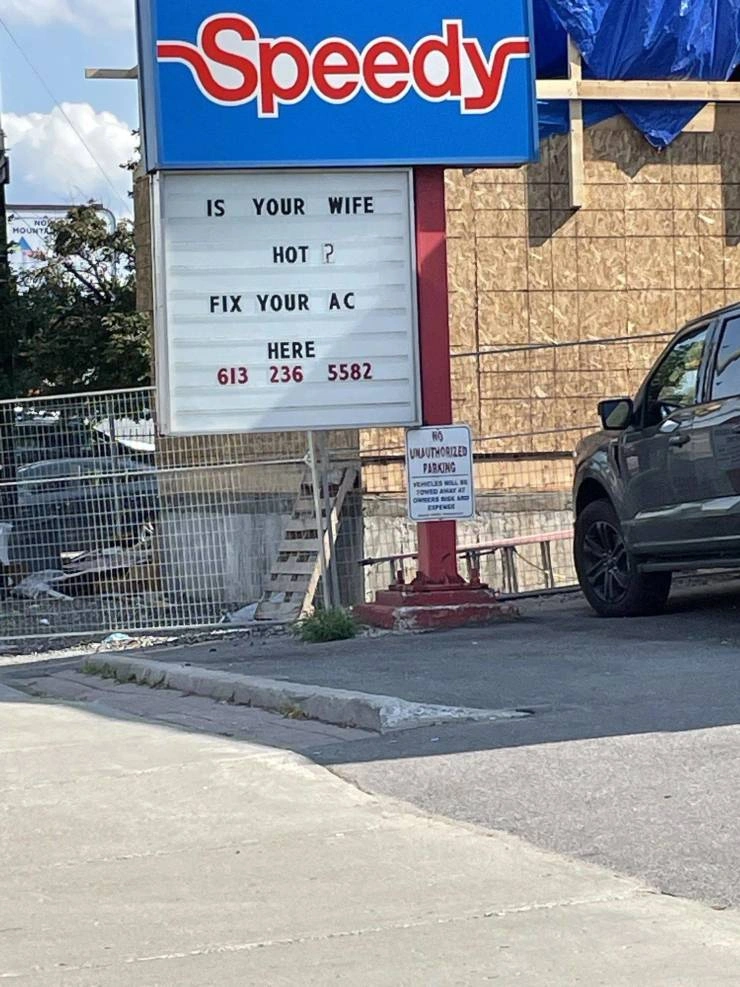 Speedy
IS YOUR WIFE
HOT ?
FIX YOUR AC
HERE
613 236 5582
NO
UNAUTHORIZED
PARKING
VEHICLES WILL BE
TOWED AWAY AT
OWNERS RISK AND
EXPENSE